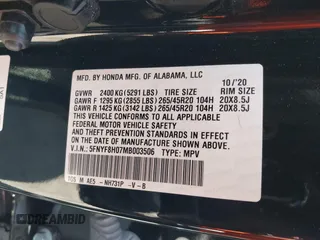 MFD. BY HONDA MFG. OF ALABAMA, LLC 10/'20
GVWR 2400 KG (5291 LBS) TIRE SIZE RIM SIZE
GAWR F 1295 KG (2855 LBS) 265/45R20 104H 20X8.5J
GAWR R 1425 KG (3142 LBS) 265/45R20 104H 20X8.5J
THIS VEHICLE CONFORMS TO ALL APPLICABLE
FEDERAL MOTOR VEHICLE SAFETY AND
THEFT PREVENTION STANDARDS IN EFFECT ON
THE DATE OF MANUFACTURE SHOWN ABOVE.
V.I.N.: 5FNYF8H07MB003506 TYPE: MPV
M AE5 - NH731P -V-B